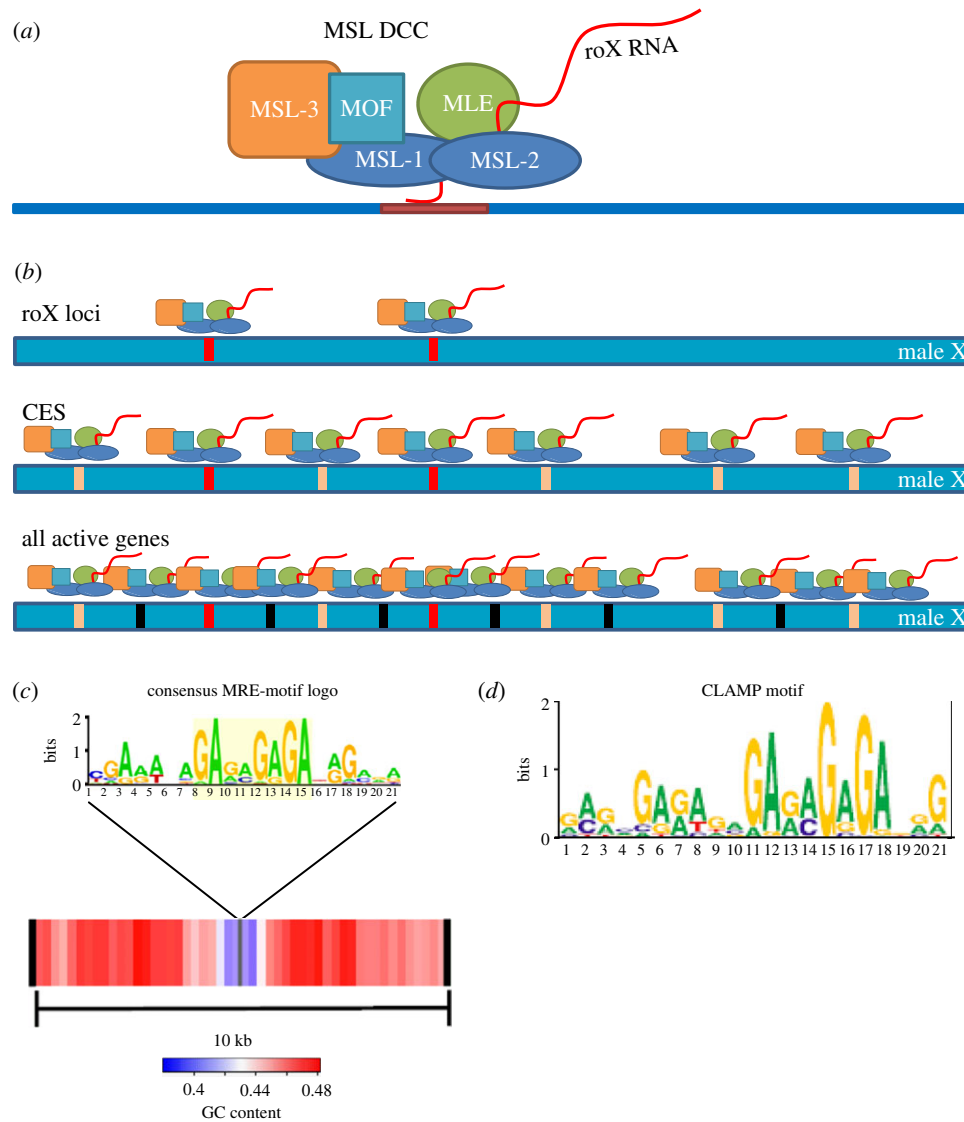 (a)
MSL DCC
roX RNA
MSL-3
MOF
MLE
MSL-1
MSL-2
(b)
roX loci
male X
CES
male X
all active genes
male X
(c)
consensus MRE-motif logo
bits
2
1
0
1 2 3 4 5 6 7 8 9 10 11 12 13 14 15 16 17 18 19 20 21
10 kb
0.4 0.44 0.48
GC content
(d)
CLAMP motif
bits
2
1
0
1 2 3 4 5 6 7 8 9 10 11 12 13 14 15 16 17 18 19 20 21